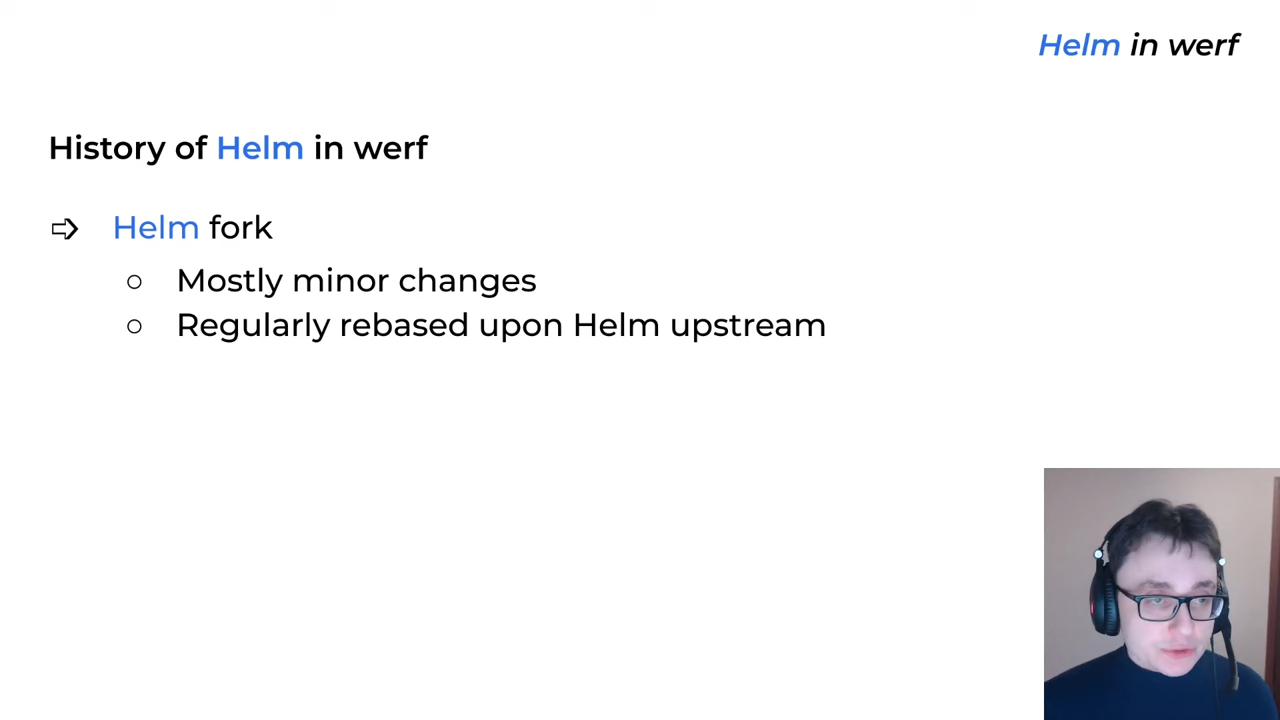 Helm in werf
History of Helm in werf
⇨ Helm fork
○ Mostly minor changes
○ Regularly rebased upon Helm upstream